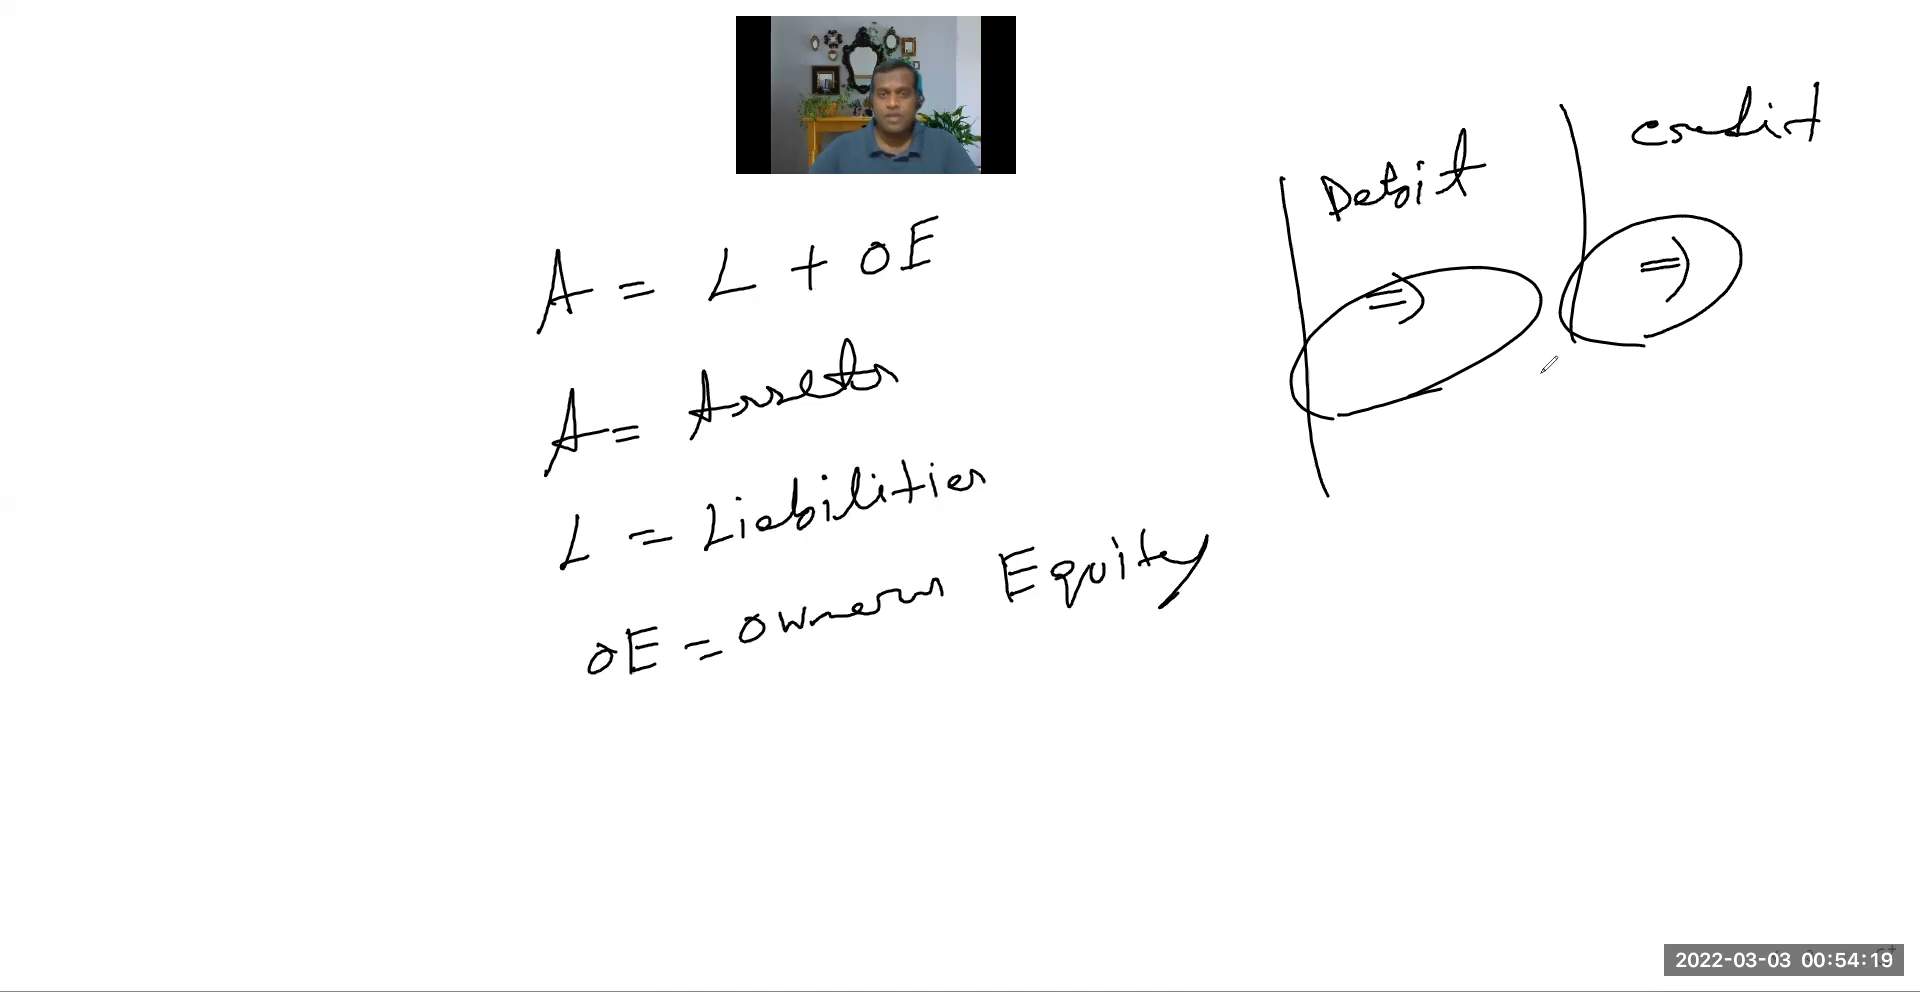 A = L + OE
A = Assets
L = Liabilities
OE = Owners Equity
Debit
credit
⇒
⇒
2022-03-03 00:54:19